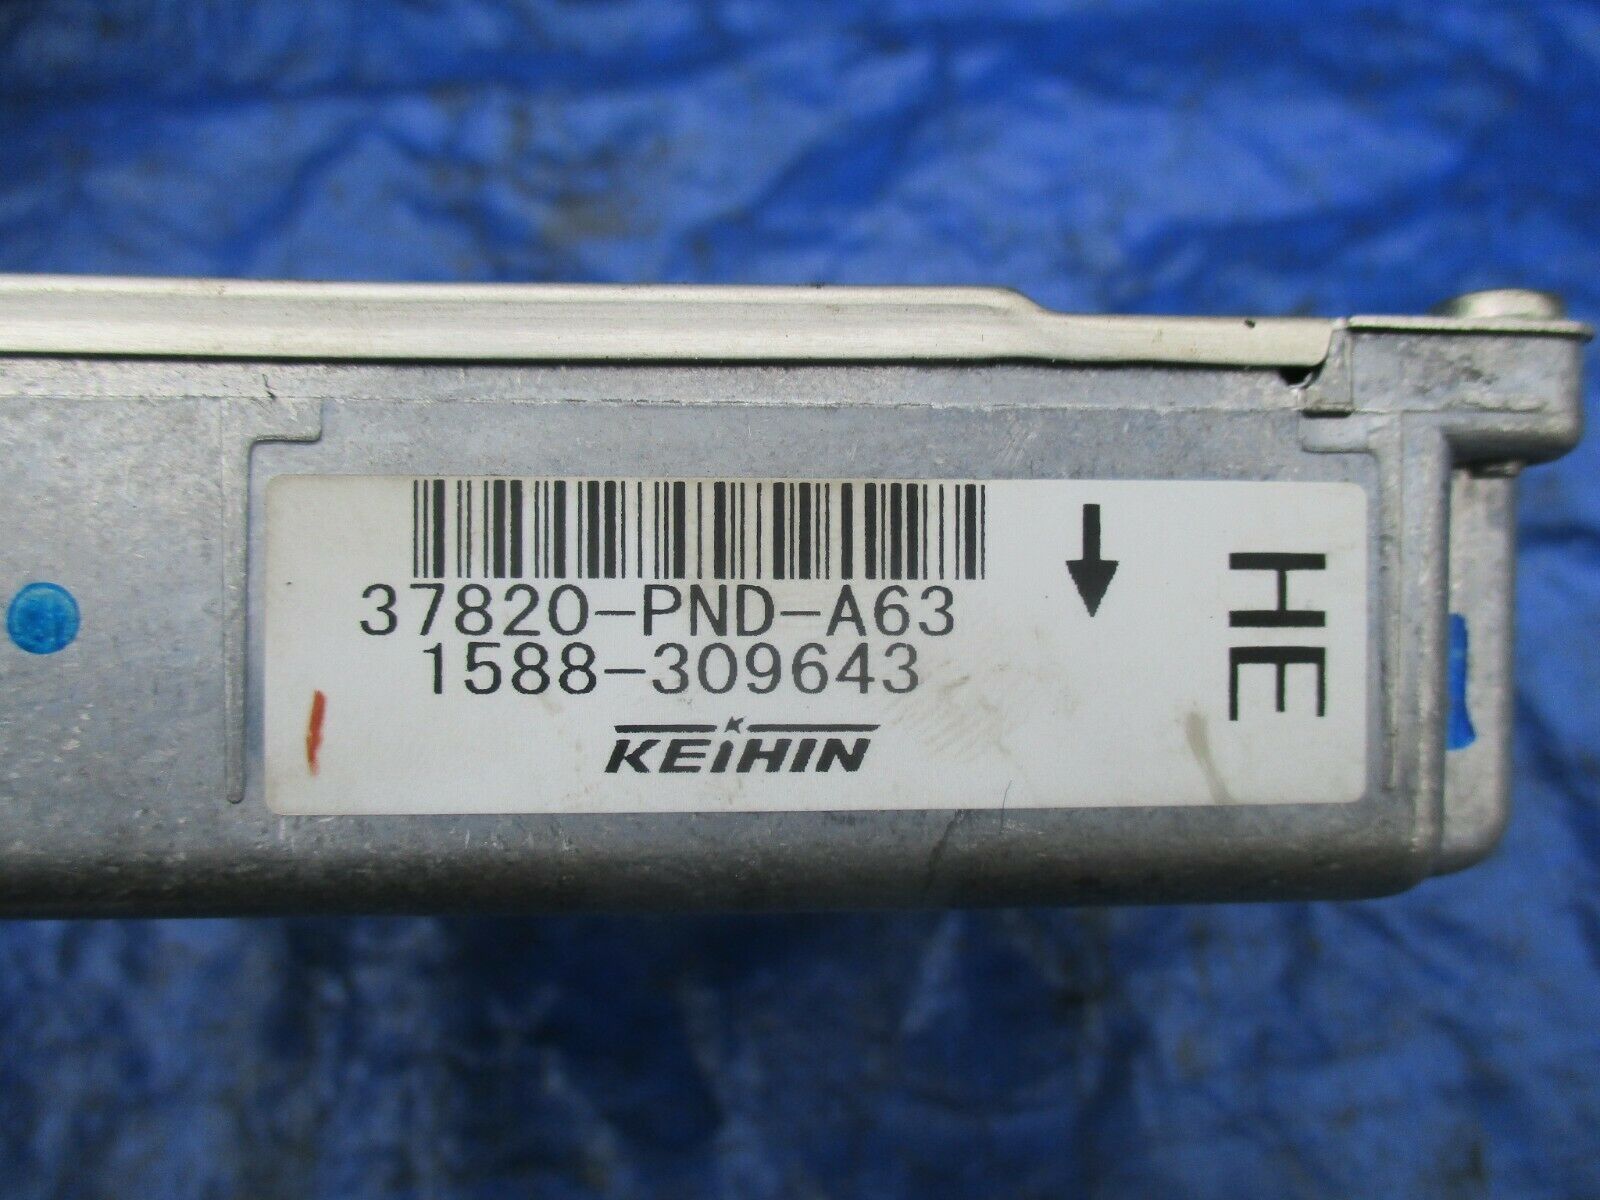 37820-PND-A63
1588-309643
KEiHIN
HE